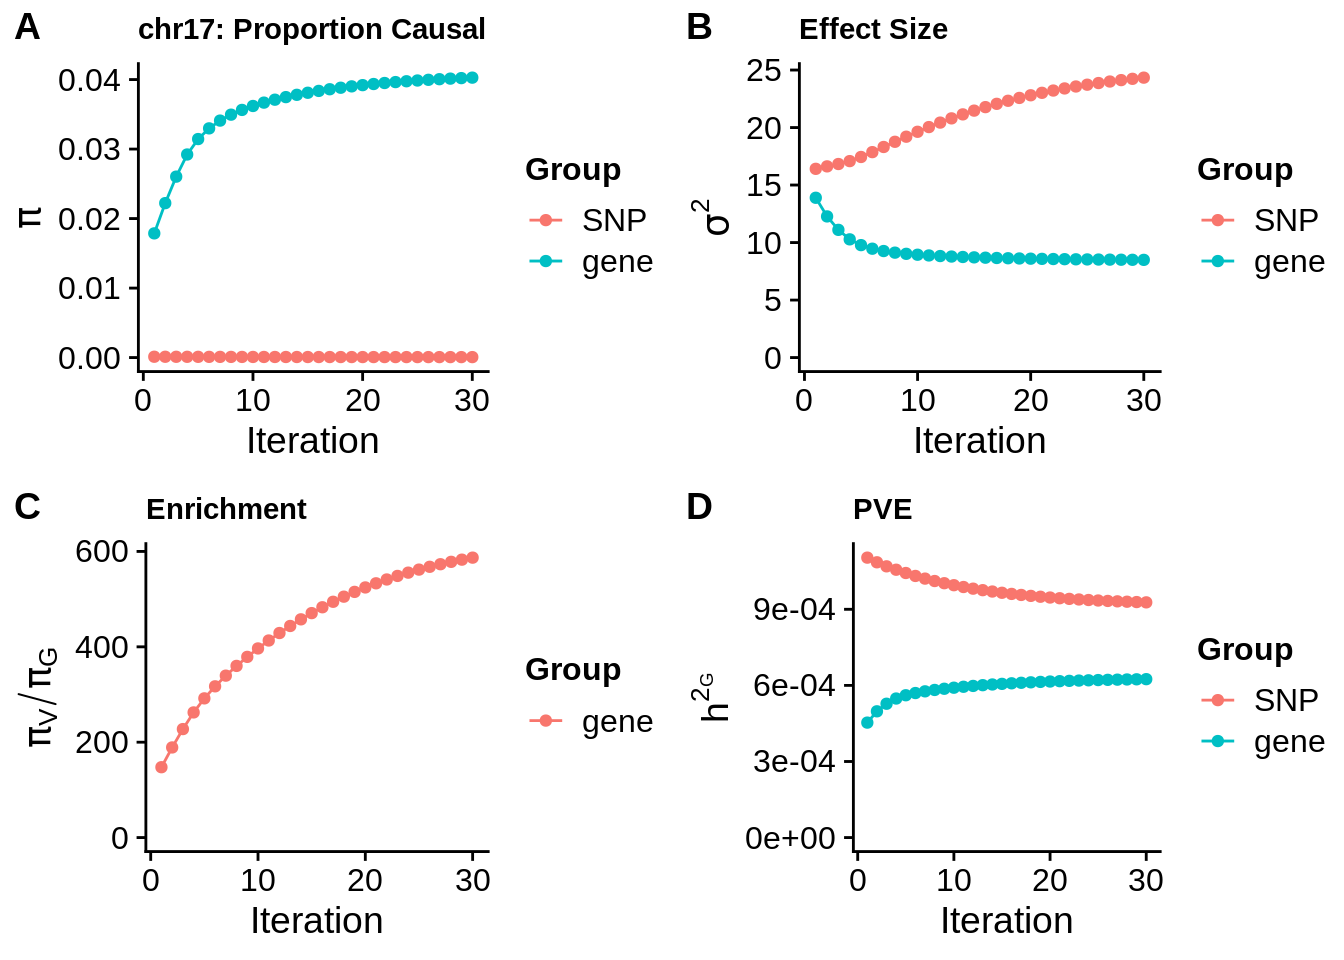 A
chr17: Proportion Causal
π
0.04
0.03
0.02
0.01
0.00
0 10 20 30
Iteration
Group
SNP
gene
B
Effect Size
σ²
25
20
15
10
5
0
0 10 20 30
Iteration
Group
SNP
gene
C
Enrichment
πV/πG
600
400
200
0
0 10 20 30
Iteration
Group
gene
D
PVE
h2G
9e-04
6e-04
3e-04
0e+00
0 10 20 30
Iteration
Group
SNP
gene